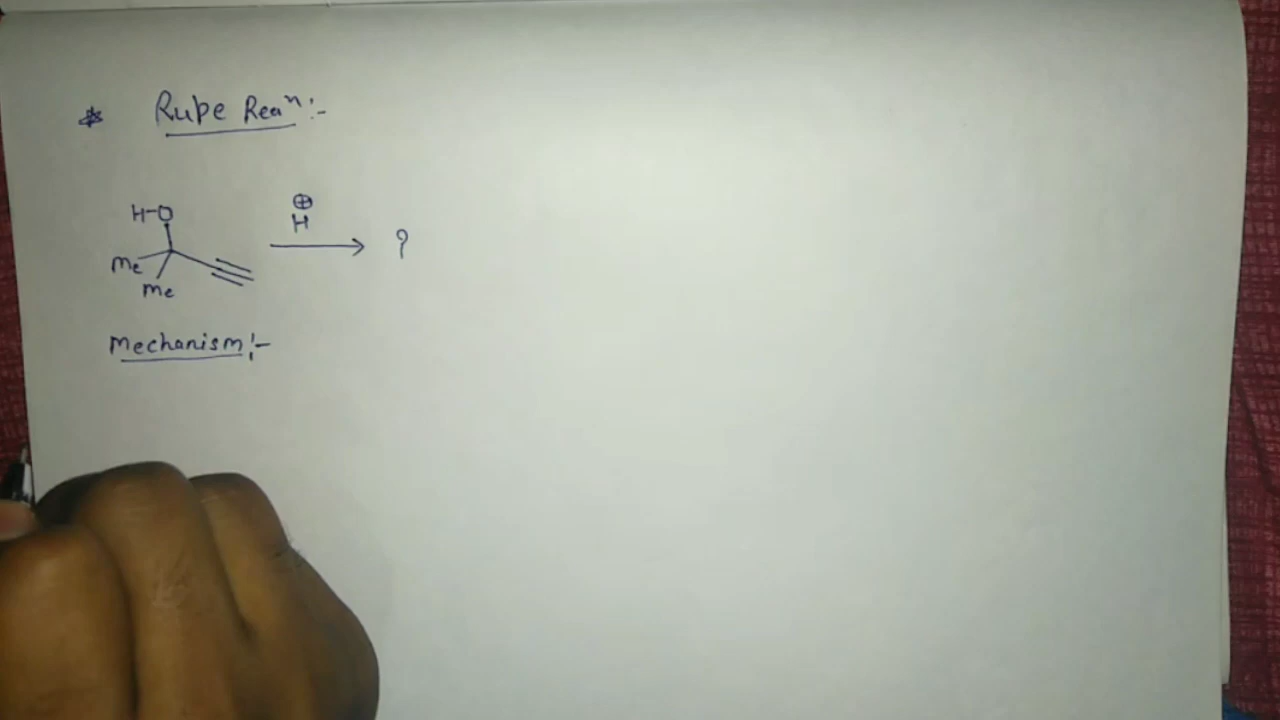 * Rupe Reaⁿ:-
H-O
⊕
H
?
Me
Me
Mechanism:-